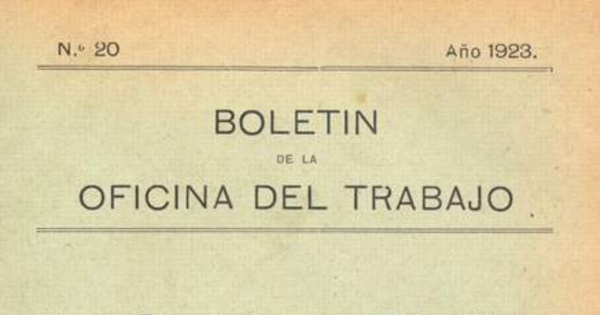 N.º 20 Año 1923.
BOLETIN
DE LA
OFICINA DEL TRABAJO